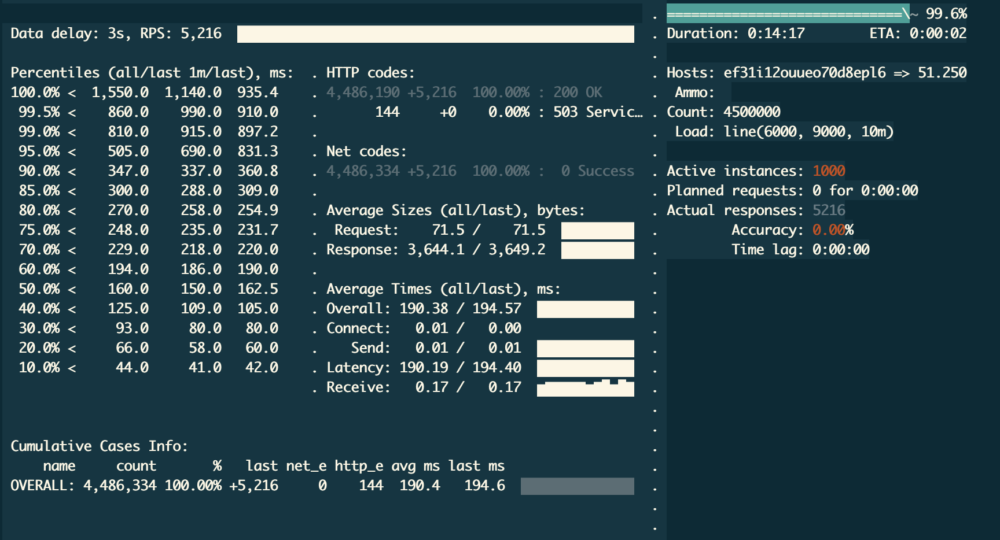 Data delay: 3s, RPS: 5,216
Percentiles (all/last 1m/last), ms:
100.0% < 1,550.0 1,140.0 935.4
99.5% < 860.0 990.0 910.0
99.0% < 810.0 915.0 897.2
95.0% < 505.0 690.0 831.3
90.0% < 347.0 337.0 360.8
85.0% < 300.0 288.0 309.0
80.0% < 270.0 258.0 254.9
75.0% < 248.0 235.0 231.7
70.0% < 229.0 218.0 220.0
60.0% < 194.0 186.0 190.0
50.0% < 160.0 150.0 162.5
40.0% < 125.0 109.0 105.0
30.0% < 93.0 80.0 80.0
20.0% < 66.0 58.0 60.0
10.0% < 44.0 41.0 42.0
. HTTP codes:
. 4,486,190 +5,216 100.00% : 200 OK
. 144 +0 0.00% : 503 Servic…
.
. Net codes:
. 4,486,334 +5,216 100.00% : 0 Success
.
. Average Sizes (all/last), bytes:
. Request: 71.5 / 71.5
. Response: 3,644.1 / 3,649.2
.
. Average Times (all/last), ms:
. Overall: 190.38 / 194.57
. Connect: 0.01 / 0.00
. Send: 0.01 / 0.01
. Latency: 190.19 / 194.40
. Receive: 0.17 / 0.17
Cumulative Cases Info:
name count % last net_e http_e avg ms last ms
OVERALL: 4,486,334 100.00% +5,216 0 144 190.4 194.6
. =============================\~ 99.6%
. Duration: 0:14:17 ETA: 0:00:02
.
. Hosts: ef31i12ouueo70d8epl6 => 51.250
. Ammo:
. Count: 4500000
. Load: line(6000, 9000, 10m)
.
. Active instances: 1000
. Planned requests: 0 for 0:00:00
. Actual responses: 5216
. Accuracy: 0.00%
. Time lag: 0:00:00
.
.
.
.
.
.
.
.
.
.
.
.
.
.